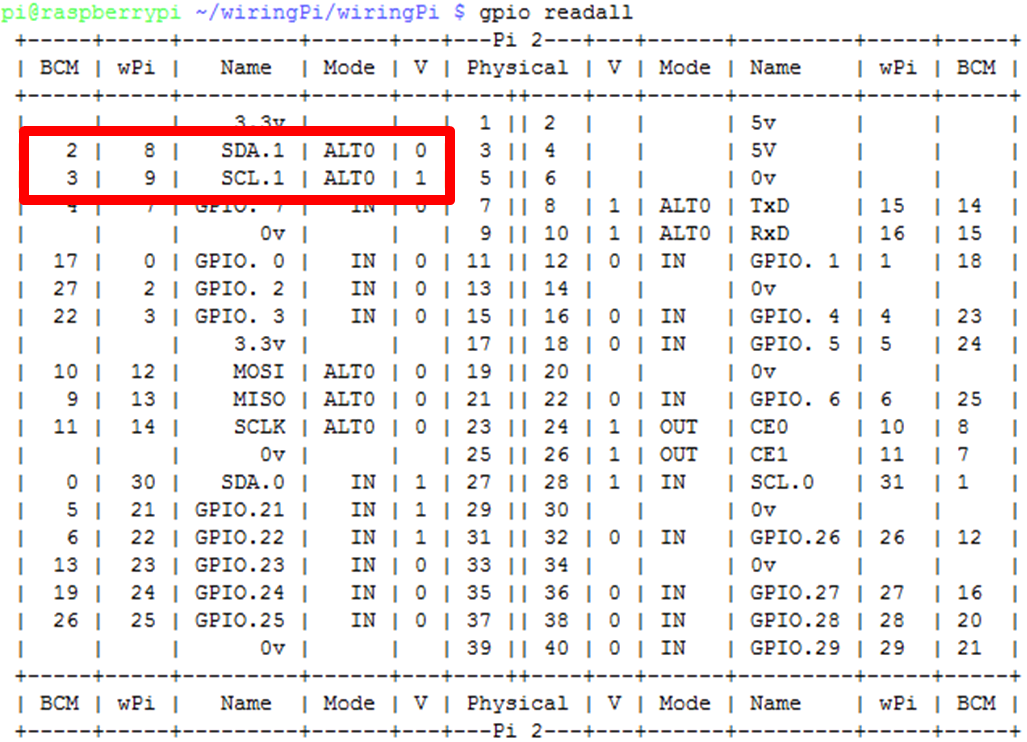 pi@raspberrypi ~/wiringPi/wiringPi $ gpio readall
+-----+-----+---------+------+---+---Pi 2---+---+------+---------+-----+-----+
| BCM | wPi |   Name  | Mode | V | Physical | V | Mode | Name    | wPi | BCM |
+-----+-----+---------+------+---+----++----+---+------+---------+-----+-----+
|     |     |    3.3v |      |   |  1 || 2  |   |      | 5v      |     |     |
|   2 |   8 |   SDA.1 | ALT0 | 0 |  3 || 4  |   |      | 5V      |     |     |
|   3 |   9 |   SCL.1 | ALT0 | 1 |  5 || 6  |   |      | 0v      |     |     |
|   4 |   7 | GPIO. 7 |   IN | 0 |  7 || 8  | 1 | ALT0 | TxD     | 15  | 14  |
|     |     |      0v |      |   |  9 || 10 | 1 | ALT0 | RxD     | 16  | 15  |
|  17 |   0 | GPIO. 0 |   IN | 0 | 11 || 12 | 0 | IN   | GPIO. 1 | 1   | 18  |
|  27 |   2 | GPIO. 2 |   IN | 0 | 13 || 14 |   |      | 0v      |     |     |
|  22 |   3 | GPIO. 3 |   IN | 0 | 15 || 16 | 0 | IN   | GPIO. 4 | 4   | 23  |
|     |     |    3.3v |      |   | 17 || 18 | 0 | IN   | GPIO. 5 | 5   | 24  |
|  10 |  12 |    MOSI | ALT0 | 0 | 19 || 20 |   |      | 0v      |     |     |
|   9 |  13 |    MISO | ALT0 | 0 | 21 || 22 | 0 | IN   | GPIO. 6 | 6   | 25  |
|  11 |  14 |    SCLK | ALT0 | 0 | 23 || 24 | 1 | OUT  | CE0     | 10  | 8   |
|     |     |      0v |      |   | 25 || 26 | 1 | OUT  | CE1     | 11  | 7   |
|   0 |  30 |   SDA.0 |   IN | 1 | 27 || 28 | 1 | IN   | SCL.0   | 31  | 1   |
|   5 |  21 | GPIO.21 |   IN | 1 | 29 || 30 |   |      | 0v      |     |     |
|   6 |  22 | GPIO.22 |   IN | 1 | 31 || 32 | 0 | IN   | GPIO.26 | 26  | 12  |
|  13 |  23 | GPIO.23 |   IN | 0 | 33 || 34 |   |      | 0v      |     |     |
|  19 |  24 | GPIO.24 |   IN | 0 | 35 || 36 | 0 | IN   | GPIO.27 | 27  | 16  |
|  26 |  25 | GPIO.25 |   IN | 0 | 37 || 38 | 0 | IN   | GPIO.28 | 28  | 20  |
|     |     |      0v |      |   | 39 || 40 | 0 | IN   | GPIO.29 | 29  | 21  |
+-----+-----+---------+------+---+----++----+---+------+---------+-----+-----+
| BCM | wPi |   Name  | Mode | V | Physical | V | Mode | Name    | wPi | BCM |
+-----+-----+---------+------+---+---Pi 2---+---+------+---------+-----+-----+